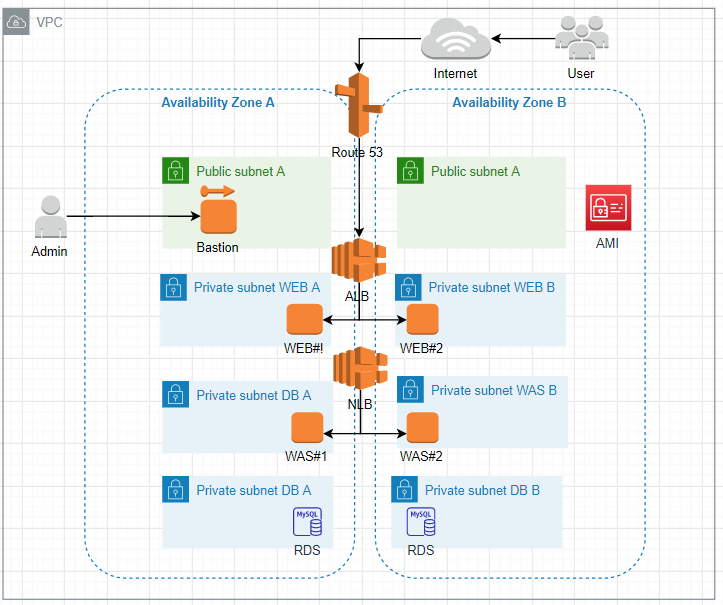 VPC
Internet
User
Availability Zone A
Availability Zone B
Route 53
Public subnet A
Public subnet A
Admin
Bastion
AMI
Private subnet WEB A
ALB
Private subnet WEB B
WEB#!
WEB#2
Private subnet DB A
NLB
Private subnet WAS B
WAS#1
WAS#2
Private subnet DB A
Private subnet DB B
MySQL
MySQL
RDS
RDS